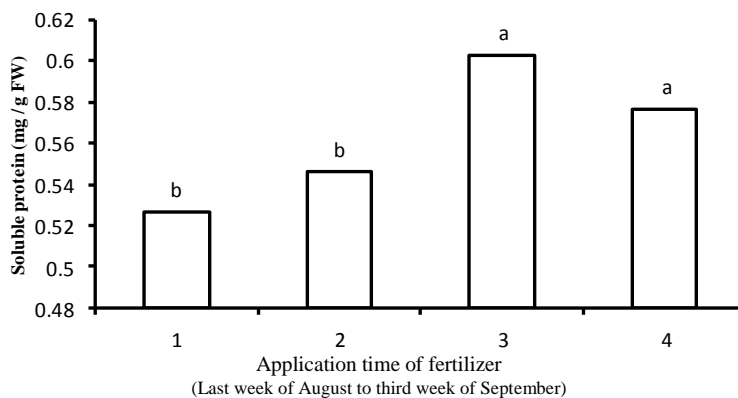 Soluble protein (mg / g FW)
0.62
0.6
0.58
0.56
0.54
0.52
0.5
0.48
b
b
a
a
1 2 3 4
Application time of fertilizer
(Last week of August to third week of September)